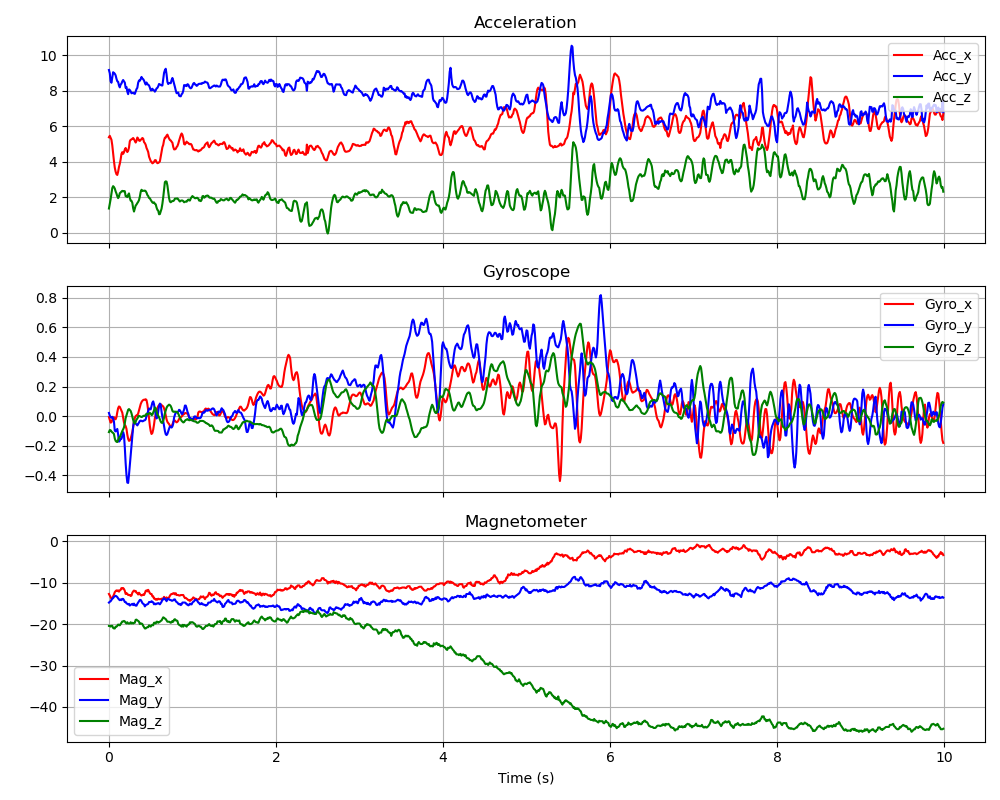 Acceleration
10
8
6
4
2
0
Acc_x
Acc_y
Acc_z
Gyroscope
0.8
0.6
0.4
0.2
0.0
−0.2
−0.4
Gyro_x
Gyro_y
Gyro_z
Magnetometer
0
−10
−20
−30
−40
Mag_x
Mag_y
Mag_z
0 2 4 6 8 10
Time (s)